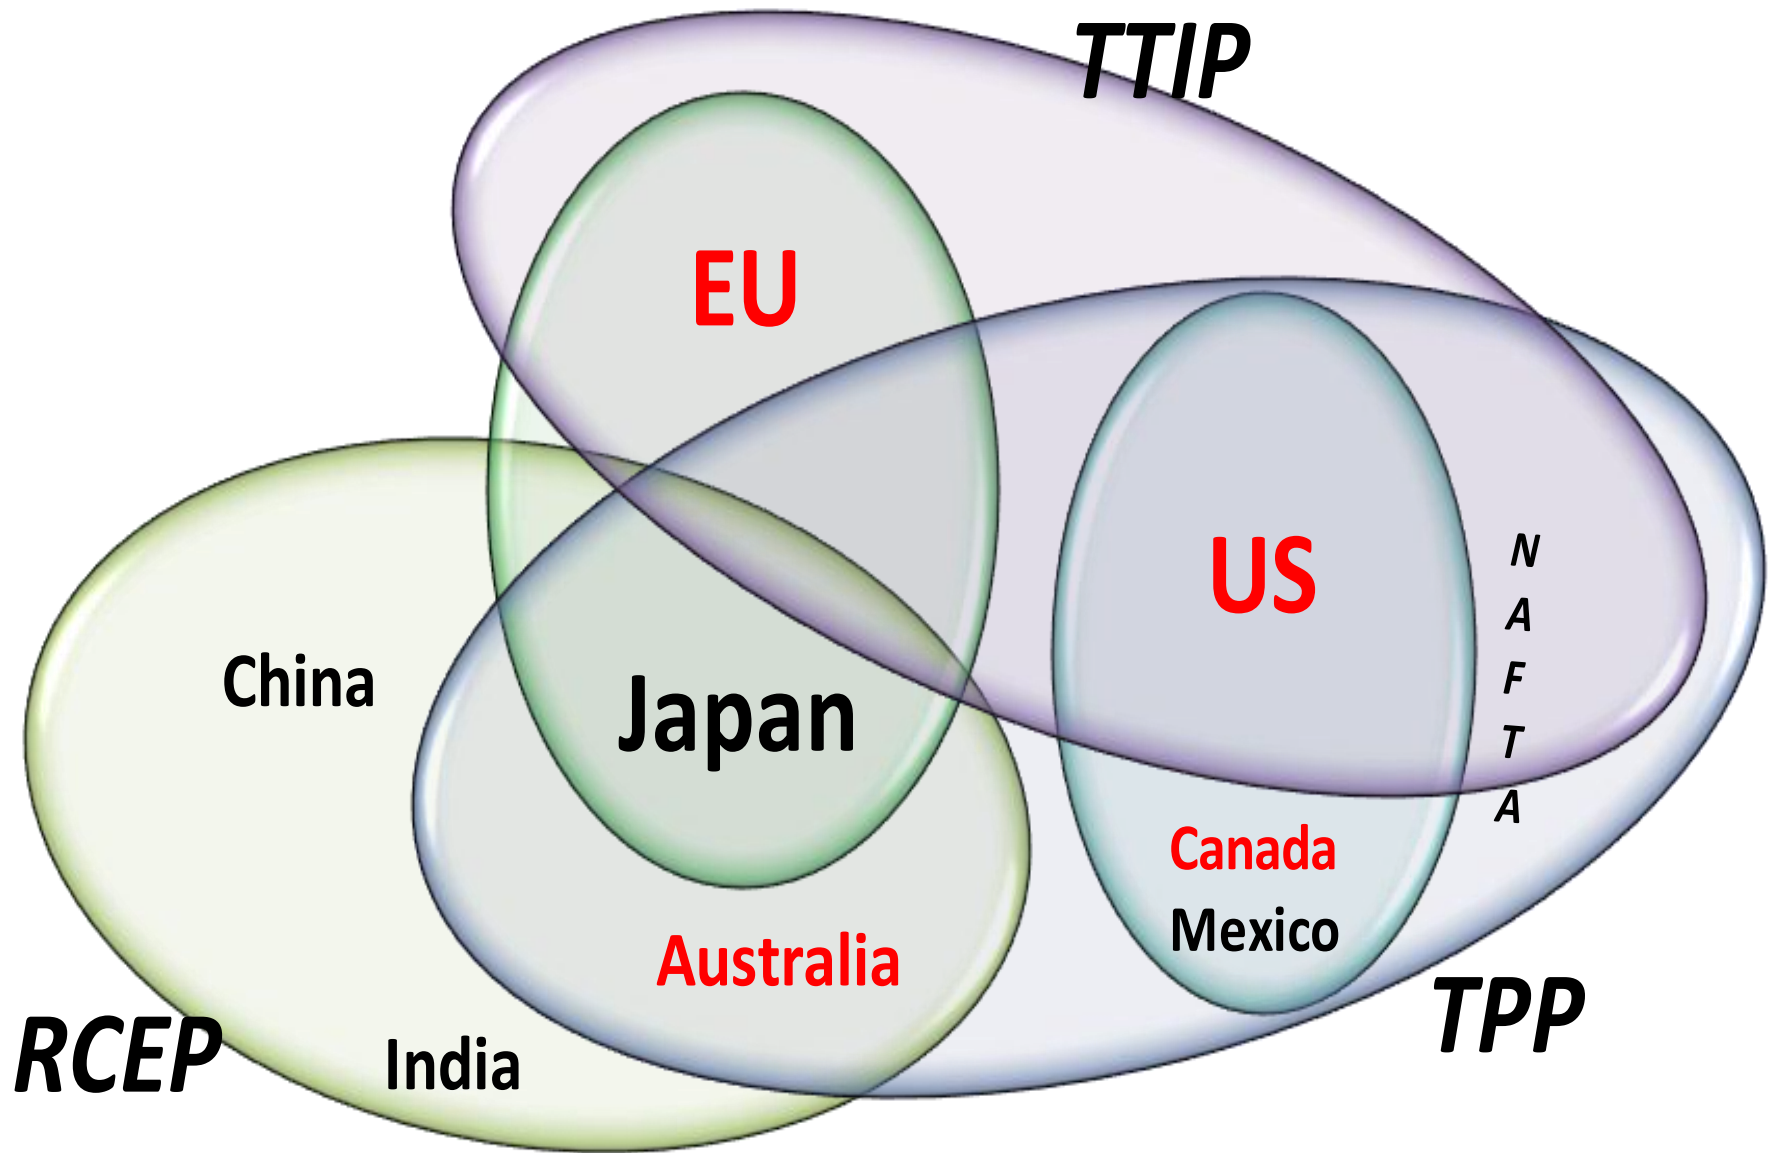 TTIP
EU
US
N
A
F
T
A
China
Japan
Canada
Mexico
Australia
TPP
RCEP
India